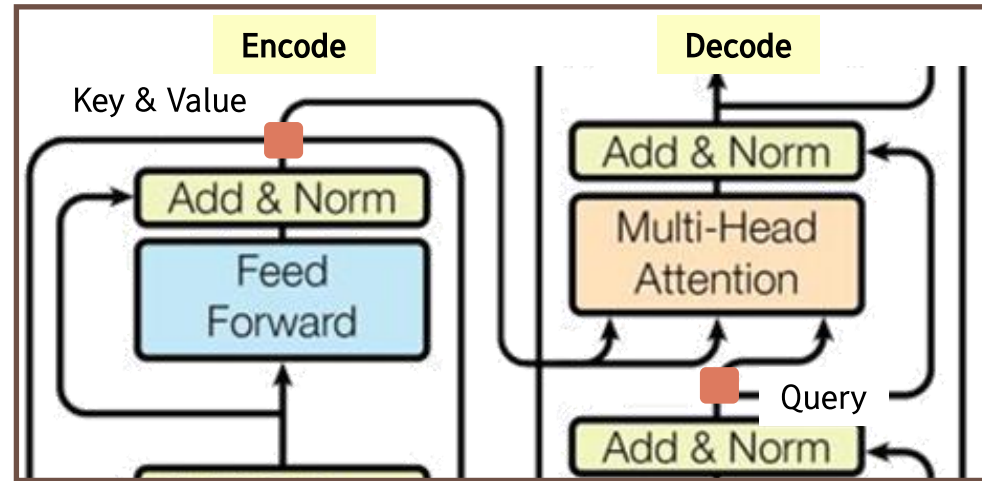 Encode
Key & Value
Add & Norm
Feed
Forward
Decode
Add & Norm
Multi-Head
Attention
Query
Add & Norm